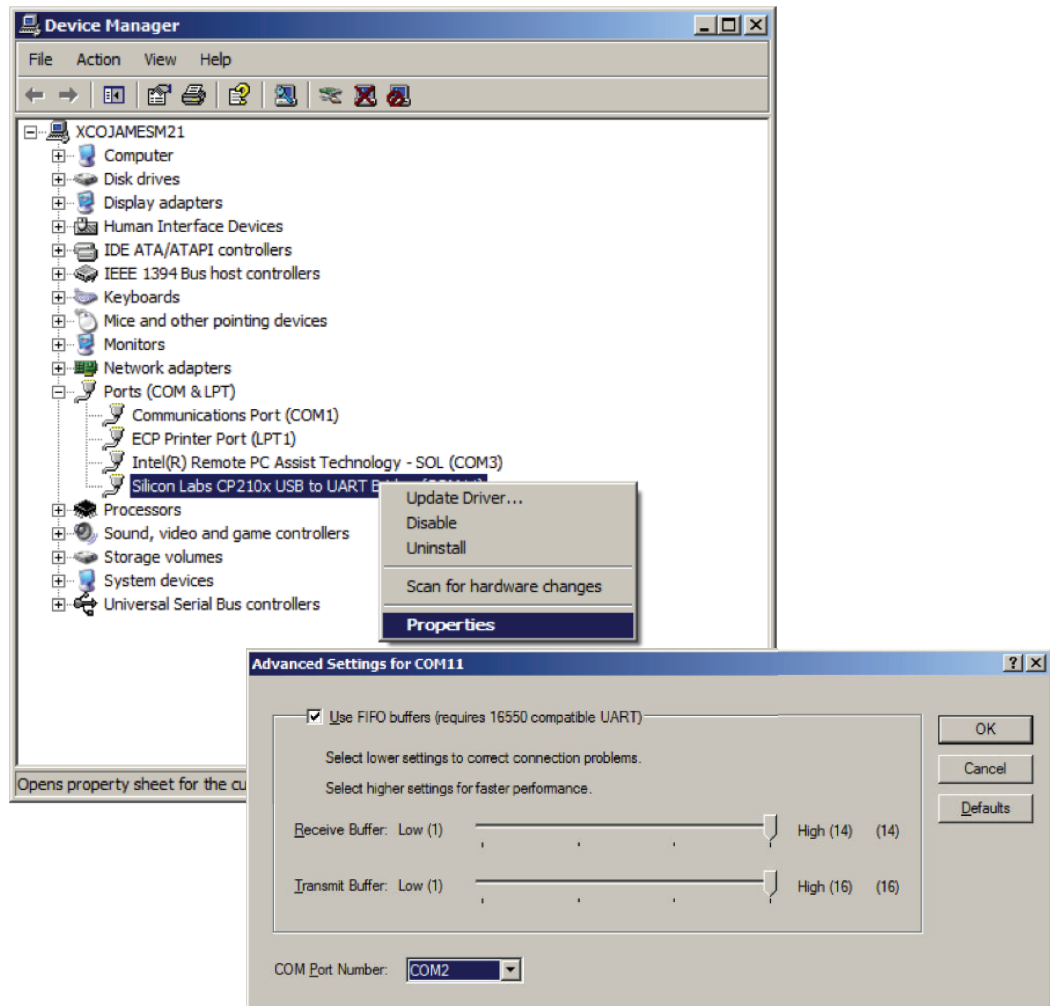 Device Manager
File Action View Help
XCOJAMESM21
Computer
Disk drives
Display adapters
Human Interface Devices
IDE ATA/ATAPI controllers
IEEE 1394 Bus host controllers
Keyboards
Mice and other pointing devices
Monitors
Network adapters
Ports (COM & LPT)
Communications Port (COM1)
ECP Printer Port (LPT1)
Intel(R) Remote PC Assist Technology - SOL (COM3)
Silicon Labs CP210x USB to UART
Processors
Sound, video and game controllers
Storage volumes
System devices
Universal Serial Bus controllers
Update Driver...
Disable
Uninstall
Scan for hardware changes
Properties
Opens property sheet for the
Advanced Settings for COM11
Use FIFO buffers (requires 16550 compatible UART)
Select lower settings to correct connection problems.
Select higher settings for faster performance.
Receive Buffer: Low (1) High (14) (14)
Transmit Buffer: Low (1) High (16) (16)
COM Port Number: COM2
OK
Cancel
Defaults